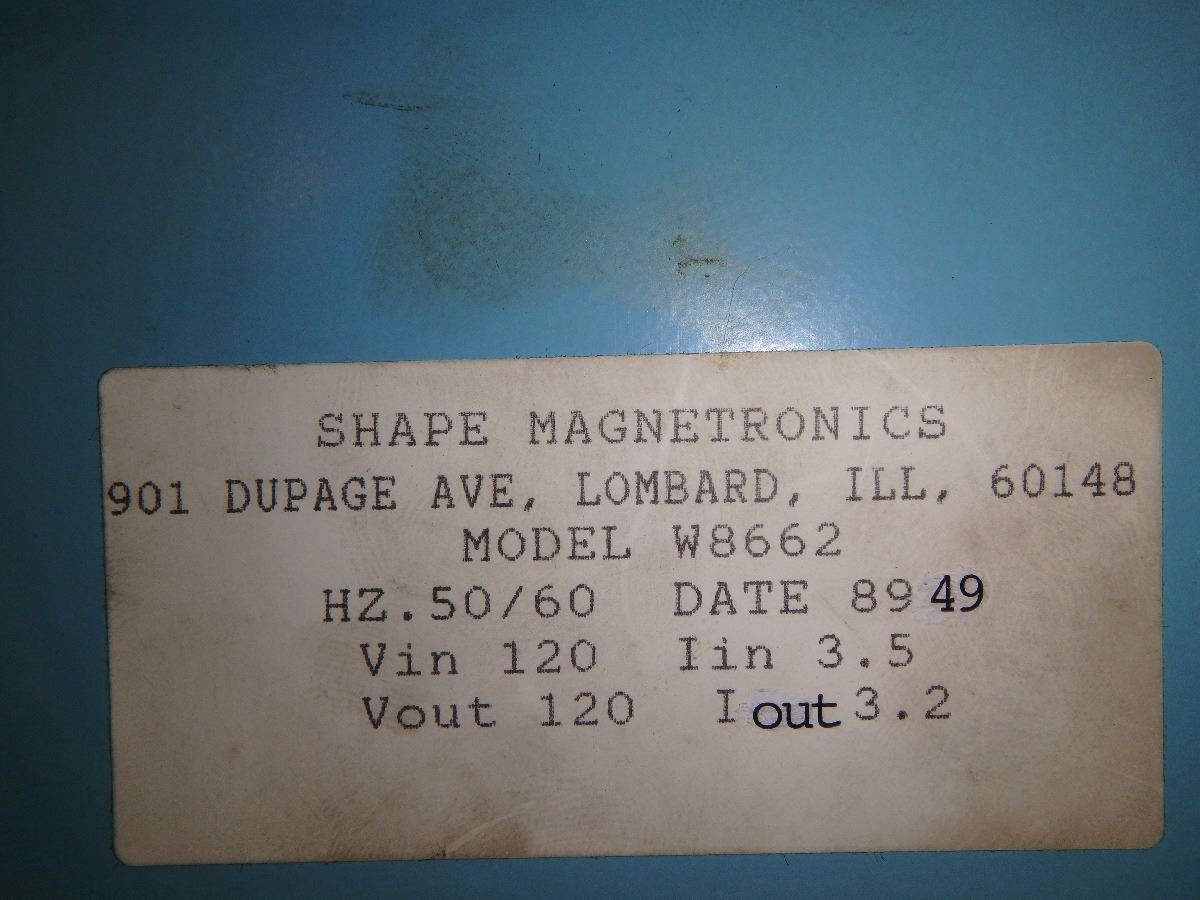 SHAPE MAGNETRONICS
901 DUPAGE AVE, LOMBARD, ILL, 60148
MODEL W8662
HZ.50/60 DATE 8949
Vin 120 Iin 3.5
Vout 120 Iout 3.2